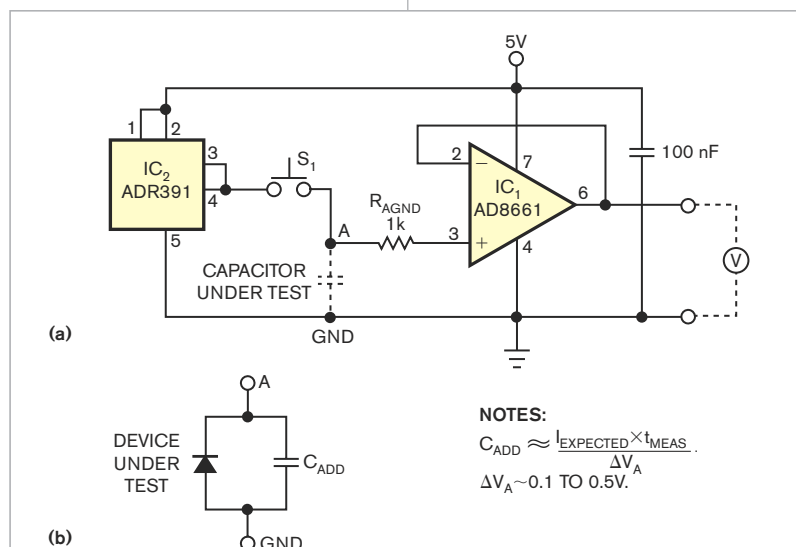 5V
1
2
3
IC2
ADR391
4
S1
5
A
RAGND
1k
2
−
7
IC1
AD8661
6
3
+
4
100 nF
V
CAPACITOR
UNDER TEST
GND
(a)
A
DEVICE
UNDER
TEST
CADD
GND
(b)
NOTES:
CADD ≈ IEXPECTED × tMEAS / ΔVA .
ΔVA~0.1 TO 0.5V.